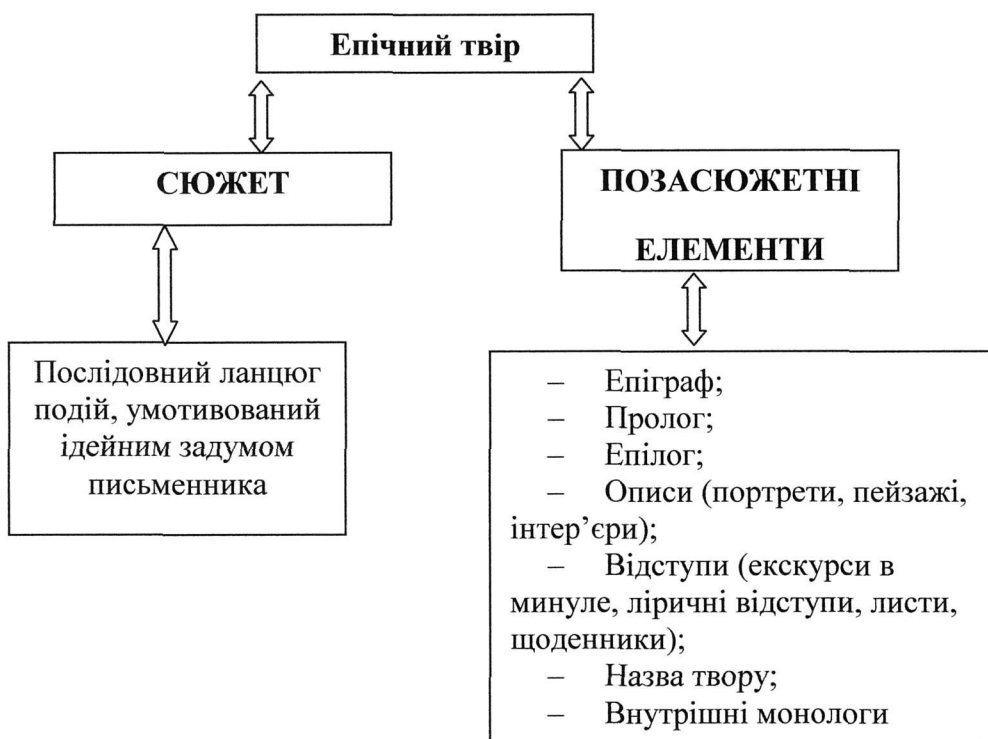 Епічний твір
СЮЖЕТ
ПОЗАСЮЖЕТНІ
ЕЛЕМЕНТИ
Послідовний ланцюг
подій, умотивований
ідейним задумом
письменника
– Епіграф;
– Пролог;
– Епілог;
– Описи (портрети, пейзажі,
інтер’єри);
– Відступи (екскурси в
минуле, ліричні відступи, листи,
щоденники);
– Назва твору;
– Внутрішні монологи